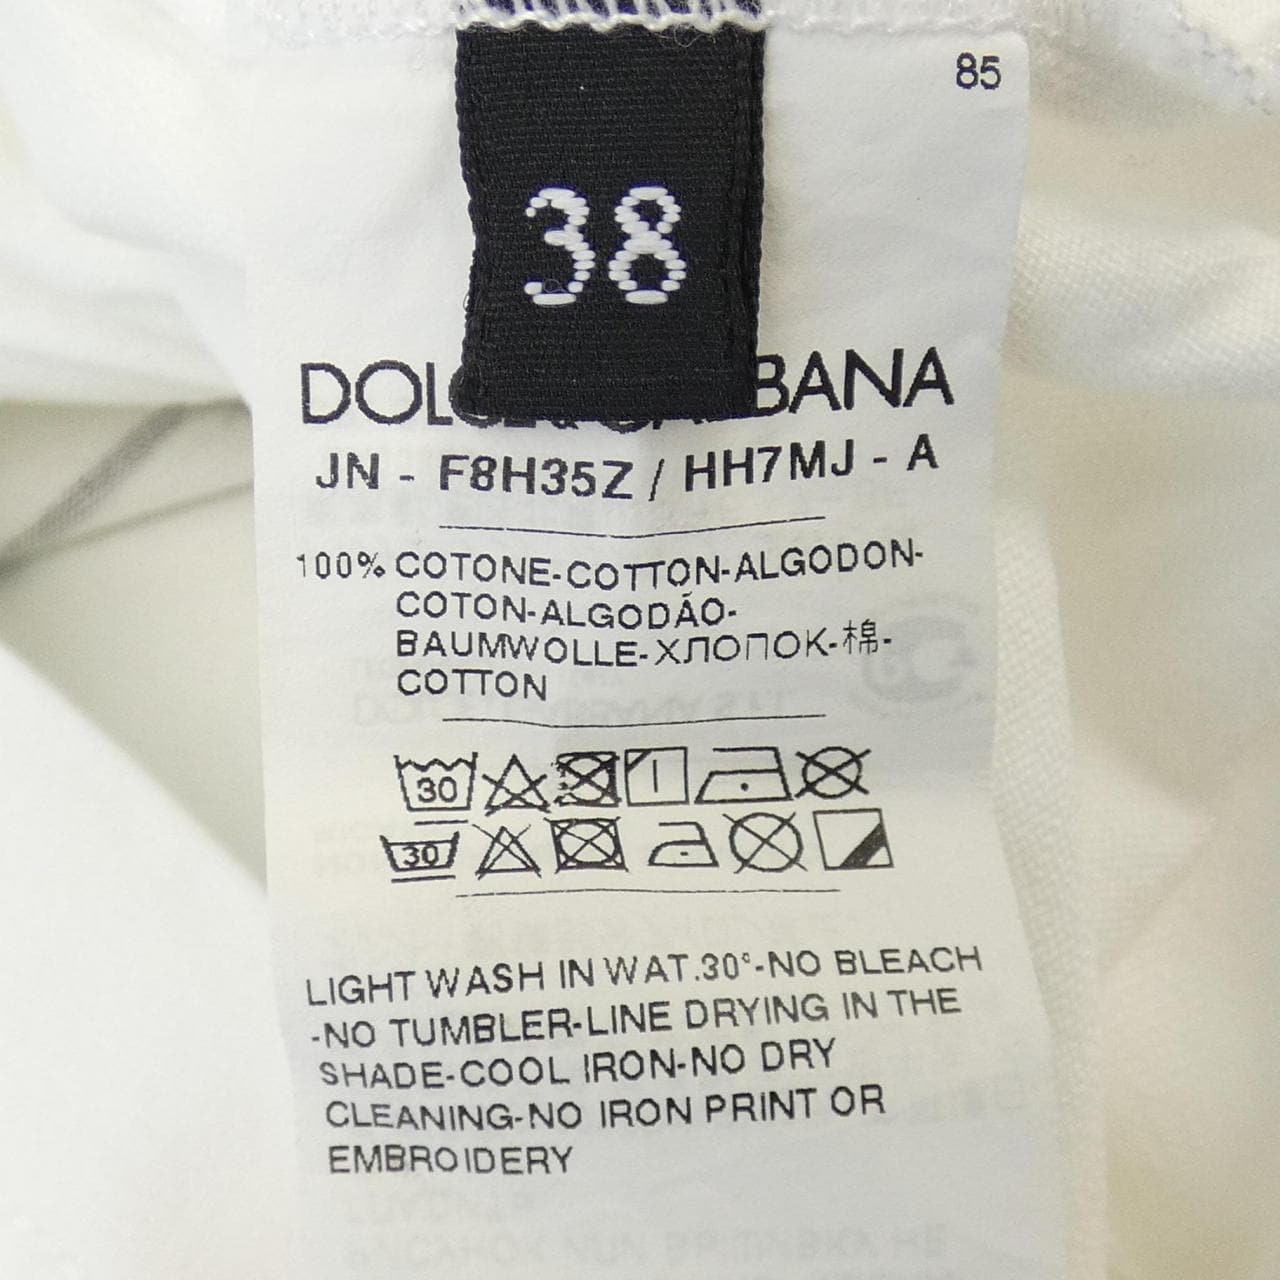 85
38
JN - F8H35Z / HH7MJ - A
100% COTONE-COTTON-ALGODON-
COTON-ALGODÃO-
BAUMWOLLE-ХЛОПОК-棉-
COTTON
30
30
LIGHT WASH IN WAT.30°-NO BLEACH
-NO TUMBLER-LINE DRYING IN THE
SHADE-COOL IRON-NO DRY
CLEANING-NO IRON PRINT OR
EMBROIDERY